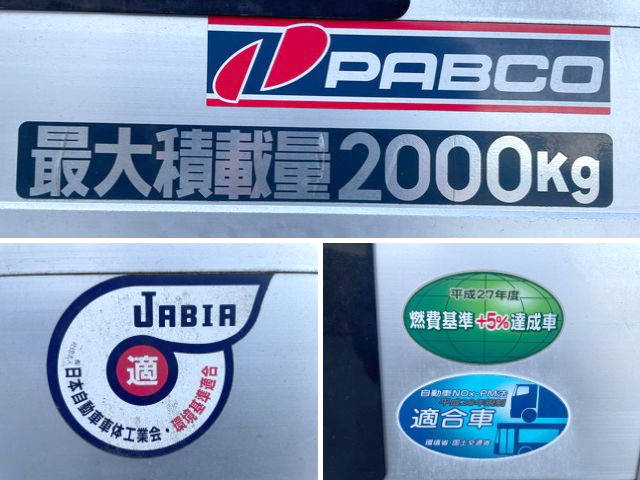 PABCO
最大積載量2000Kg
JABIA
適
日本自動車車体工業会・環境基準適合
平成27年度
燃費基準+5%達成車
自動車NOx・PM法
適合車
環境省・国土交通省